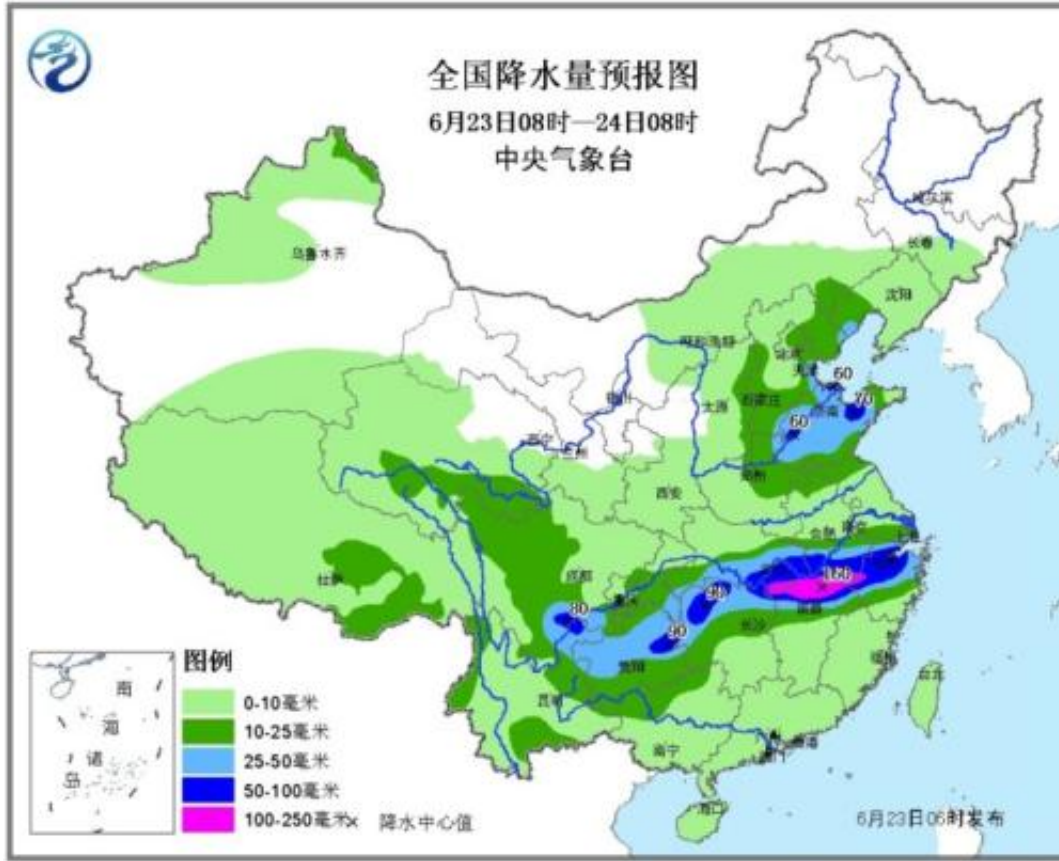 全国降水量预报图
6月23日08时—24日08时
中央气象台
哈尔滨
长春
乌鲁木齐
沈阳
呼和浩特
北京
天津
60
银川
太原
石家庄
济南
70
60
西宁
兰州
郑州
西安
合肥
南京
上海
拉萨
成都
重庆
160
80
90
南昌
长沙
90
贵阳
福州
台北
昆明
南宁
香港
澳门
海口
南
海
诸
岛
图例
0-10毫米
10-25毫米
25-50毫米
50-100毫米
100-250毫米
× 降水中心值
6月23日06时发布